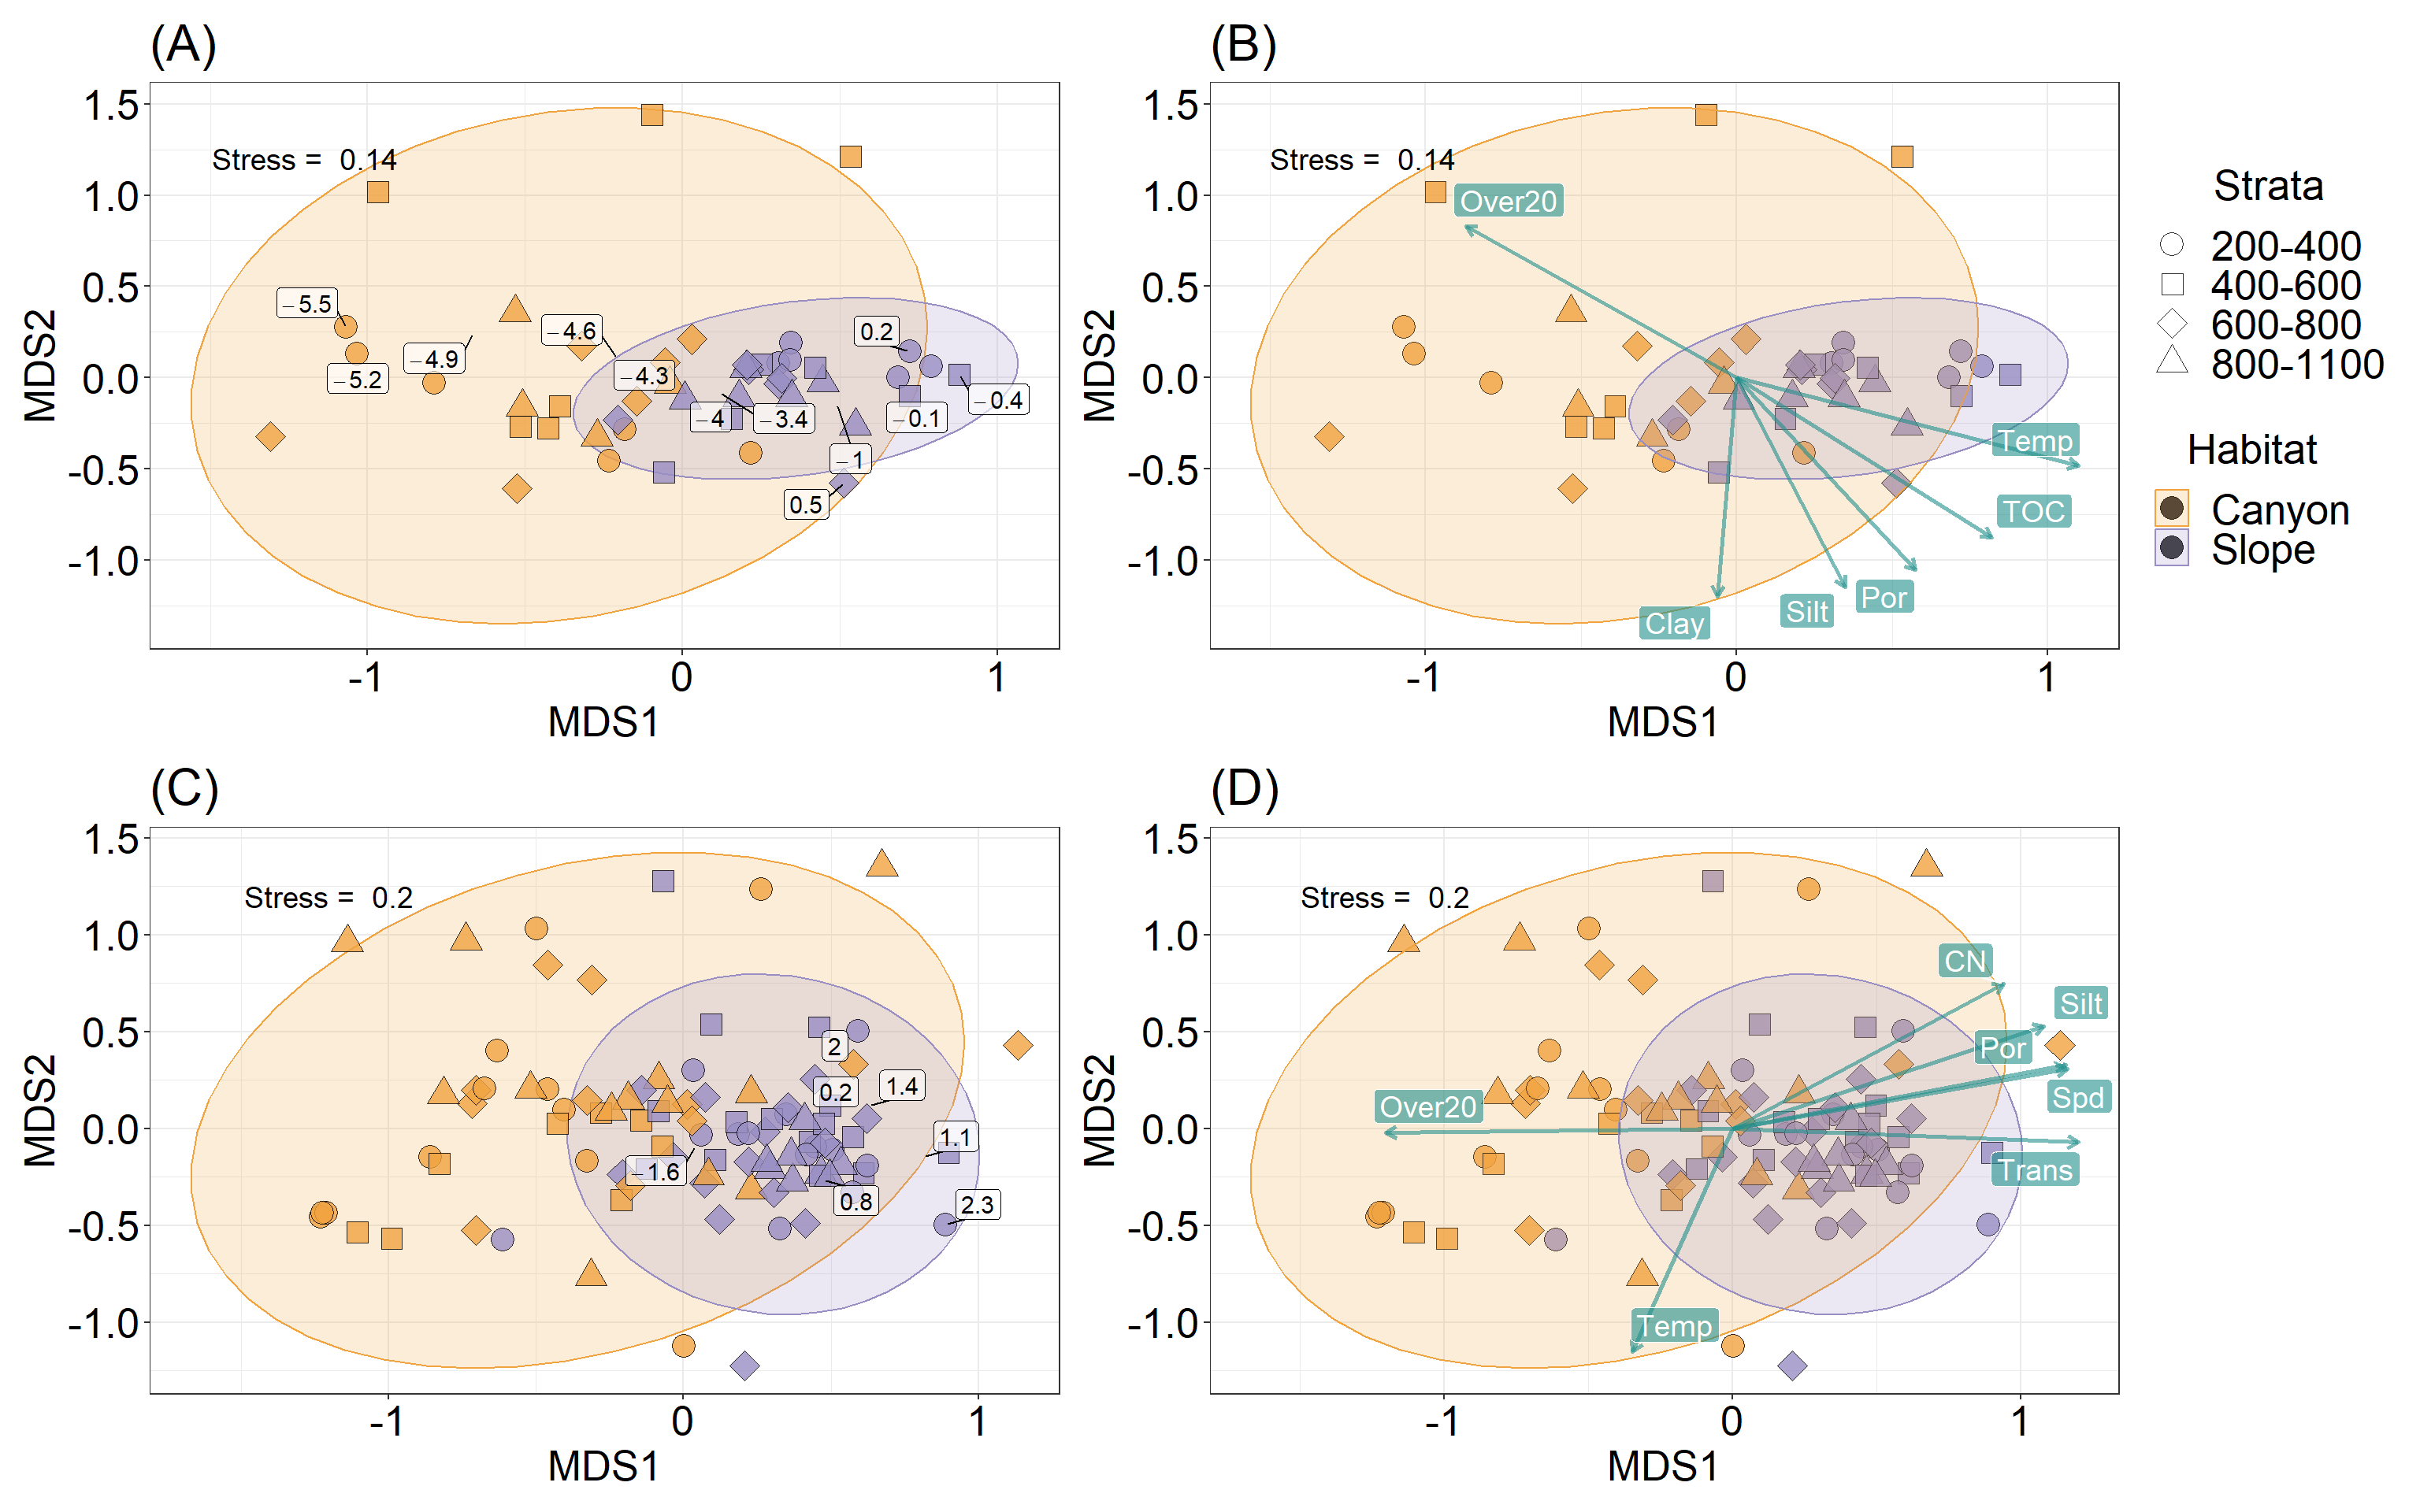 (A)
1.5
1.0
0.5
0.0
-0.5
-1.0
MDS2
Stress = 0.14
−5.5
−5.2
−4.9
−4.6
−4.3
−4
−3.4
0.2
−0.4
−0.1
−1
0.5
-1
0
1
MDS1
(B)
1.5
1.0
0.5
0.0
-0.5
-1.0
MDS2
Stress = 0.14
Over20
Temp
TOC
Por
Silt
Clay
-1
0
1
MDS1
Strata
200-400
400-600
600-800
800-1100
Habitat
Canyon
Slope
(C)
1.5
1.0
0.5
0.0
-0.5
-1.0
MDS2
Stress = 0.2
2
0.2
1.4
1.1
−1.6
0.8
2.3
-1
0
1
MDS1
(D)
1.5
1.0
0.5
0.0
-0.5
-1.0
MDS2
Stress = 0.2
CN
Silt
Por
Spd
Over20
Trans
Temp
-1
0
1
MDS1